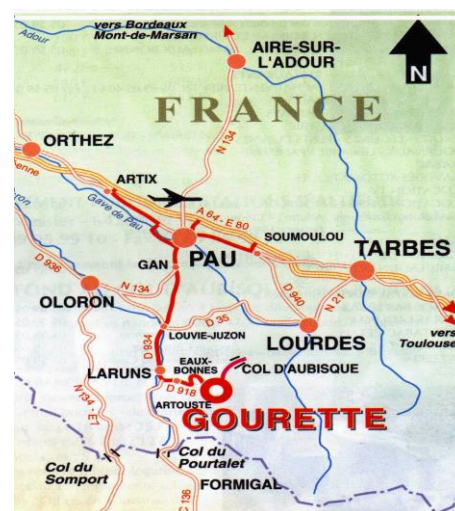 vers Bordeaux
Mont-de-Marsan
Adour
AIRE-SUR-
L'ADOUR
N
FRANCE
N 134
ORTHEZ
ARTIX
Gave de Pau
A 64 - E 80
SOUMOULOU
PAU
TARBES
GAN
D 936
N 134
OLORON
D 940
N 21
D 35
LOUVIE-JUZON
LOURDES
vers
Toulouse
D 934
EAUX-
BONNES
COL D'AUBISQUE
LARUNS
D 918
ARTOUSTE
GOURETTE
N134 - E7
Col du
Somport
Col du
Pourtalet
FORMIGAL
C 136